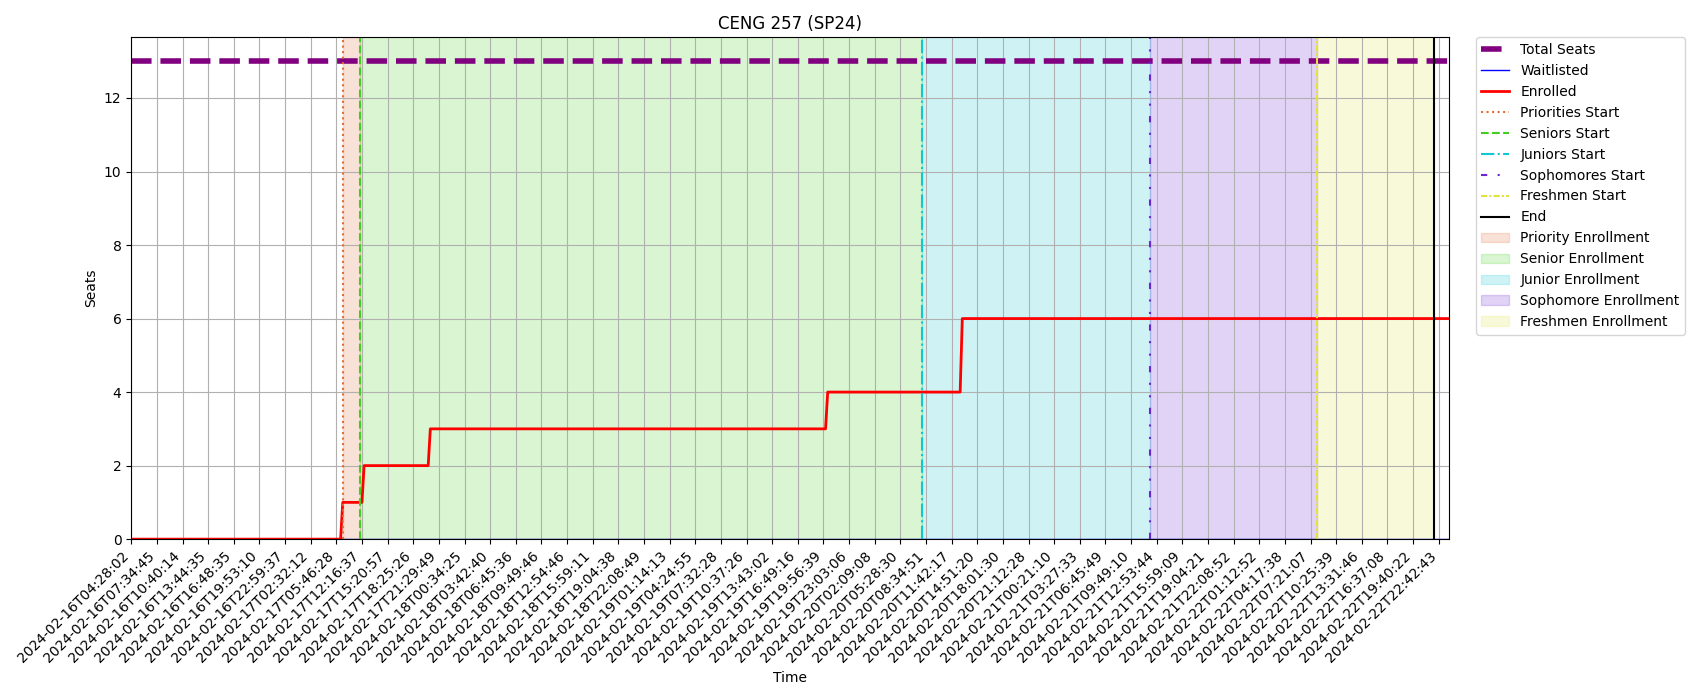 CENG 257 (SP24)
Seats
12
10
8
6
4
2
0
2024-02-16T04:28:02
2024-02-16T07:34:45
2024-02-16T10:40:14
2024-02-16T13:44:35
2024-02-16T16:48:35
2024-02-16T19:53:10
2024-02-16T22:59:37
2024-02-17T02:32:12
2024-02-17T05:46:28
2024-02-17T12:16:37
2024-02-17T15:20:57
2024-02-17T18:25:26
2024-02-17T21:29:49
2024-02-18T00:34:25
2024-02-18T03:42:40
2024-02-18T06:45:36
2024-02-18T09:49:46
2024-02-18T12:54:46
2024-02-18T15:59:11
2024-02-18T19:04:38
2024-02-18T22:08:49
2024-02-19T01:14:13
2024-02-19T04:24:55
2024-02-19T07:32:28
2024-02-19T10:37:26
2024-02-19T13:43:02
2024-02-19T16:49:16
2024-02-19T19:56:39
2024-02-19T23:03:06
2024-02-20T02:09:08
2024-02-20T05:28:30
2024-02-20T08:34:51
2024-02-20T11:42:17
2024-02-20T14:51:20
2024-02-20T18:01:30
2024-02-20T21:12:28
2024-02-21T00:21:10
2024-02-21T03:27:33
2024-02-21T06:45:49
2024-02-21T09:49:10
2024-02-21T12:53:44
2024-02-21T15:59:09
2024-02-21T19:04:21
2024-02-21T22:08:52
2024-02-22T01:12:52
2024-02-22T04:17:38
2024-02-22T07:21:07
2024-02-22T10:25:39
2024-02-22T13:31:46
2024-02-22T16:37:08
2024-02-22T19:40:22
2024-02-22T22:42:43
Time
Total Seats
Waitlisted
Enrolled
Priorities Start
Seniors Start
Juniors Start
Sophomores Start
Freshmen Start
End
Priority Enrollment
Senior Enrollment
Junior Enrollment
Sophomore Enrollment
Freshmen Enrollment